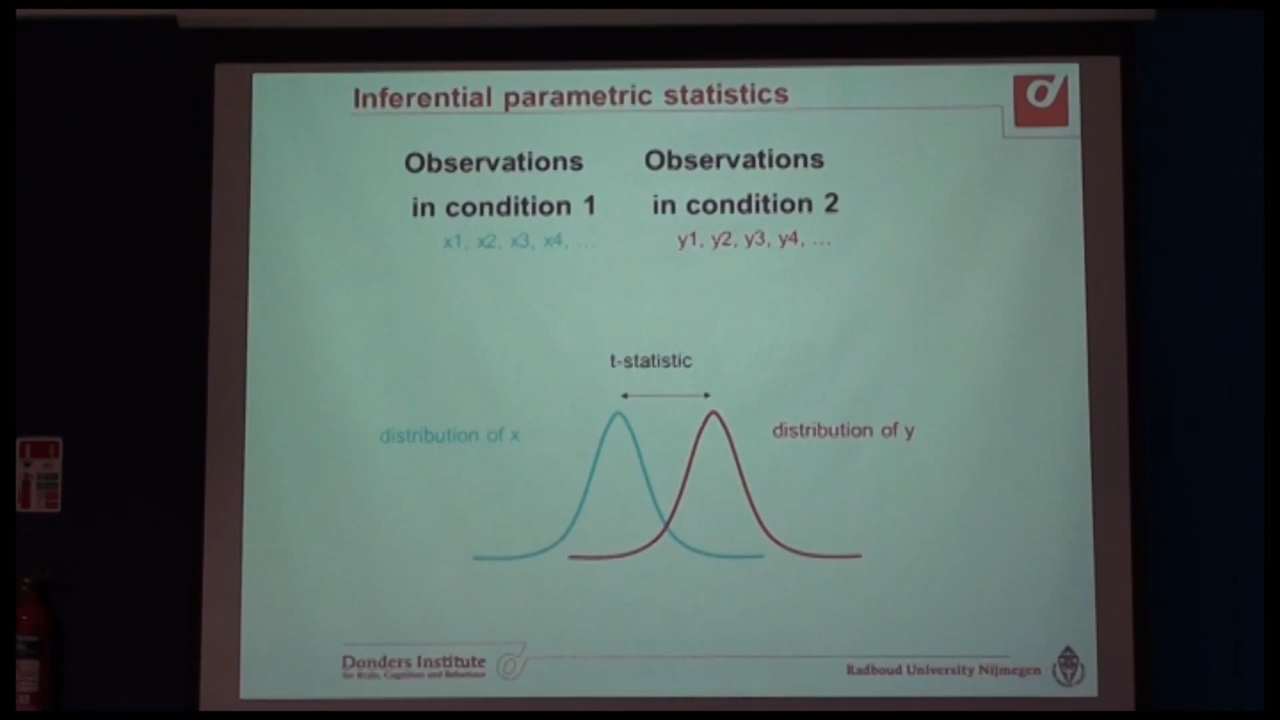 Inferential parametric statistics
Observations
in condition 1
x1, x2, x3, x4, ...
Observations
in condition 2
y1, y2, y3, y4, ...
t-statistic
distribution of x
distribution of y
Donders Institute
for Brain, Cognition and Behaviour
Radboud University Nijmegen